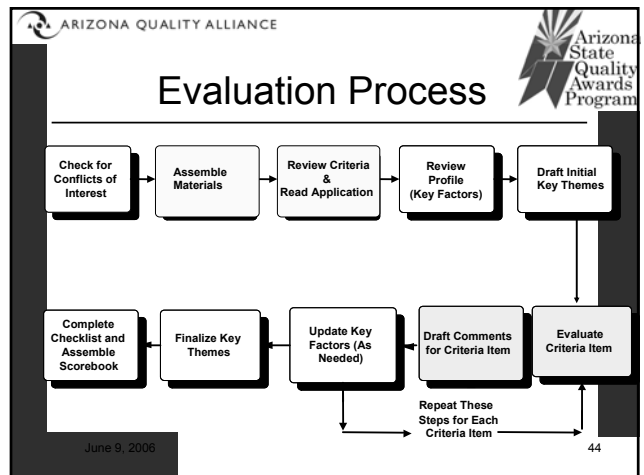 ARIZONA QUALITY ALLIANCE
Arizona
State
Quality
Awards
Program
Evaluation Process
Check for
Conflicts of
Interest
Assemble
Materials
Review Criteria
&
Read Application
Review
Profile
(Key Factors)
Draft Initial
Key Themes
Complete
Checklist and
Assemble
Scorebook
Finalize Key
Themes
Update Key
Factors (As
Needed)
Draft Comments
for Criteria Item
Evaluate
Criteria Item
Repeat These
Steps for Each
Criteria Item
June 9, 2006
44